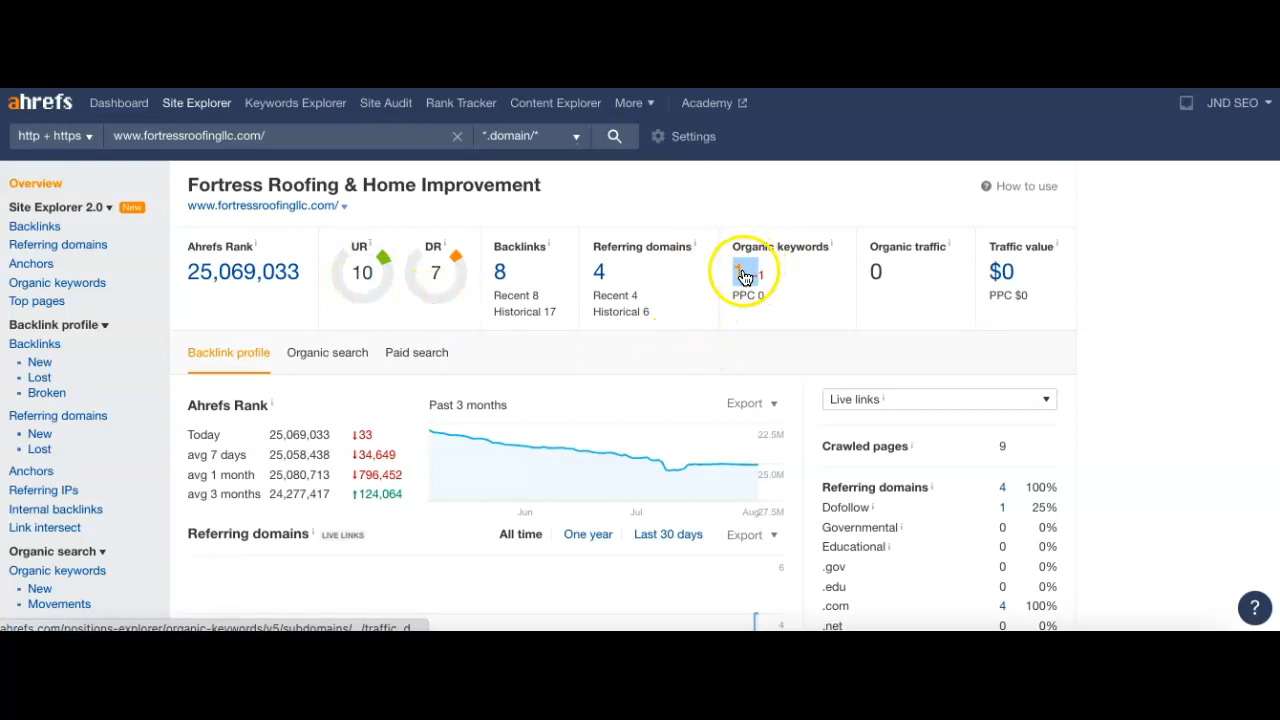 ahrefs Dashboard Site Explorer Keywords Explorer Site Audit Rank Tracker Content Explorer More Academy JND SEO
http + https www.fortressroofingllc.com/ *.domain/* Settings
Overview
Site Explorer 2.0 New
Backlinks
Referring domains
Anchors
Organic keywords
Top pages
Backlink profile
Backlinks
New
Lost
Broken
Referring domains
New
Lost
Anchors
Referring IPs
Internal backlinks
Link intersect
Organic search
Organic keywords
New
Movements
Fortress Roofing & Home Improvement
How to use
www.fortressroofingllc.com/
Ahrefs Rank UR DR Backlinks Referring domains Organic keywords Organic traffic Traffic value
25,069,033 10 7 8 4 1 -1 0 $0
Recent 8 Recent 4 PPC 0 PPC $0
Historical 17 Historical 6
Backlink profile Organic search Paid search
Ahrefs Rank Past 3 months Export
Today 25,069,033 ↓33
avg 7 days 25,058,438 ↓34,649
avg 1 month 25,080,713 ↓796,452
avg 3 months 24,277,417 ↑124,064
22.5M
25.0M
27.5M
Jun Jul Aug
Referring domains LIVE LINKS All time One year Last 30 days Export
6
4
Live links
Crawled pages 9
Referring domains 4 100%
Dofollow 1 25%
Governmental 0 0%
Educational 0 0%
.gov 0 0%
.edu 0 0%
.com 4 100%
.net 0 0%
?